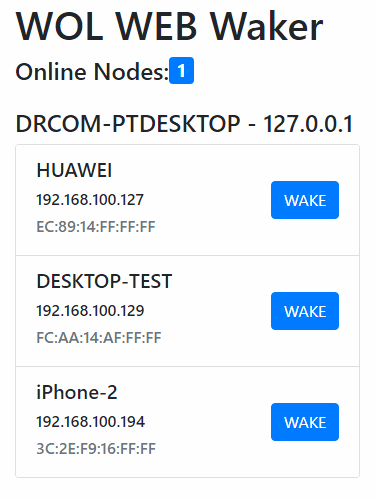 WOL WEB Waker
Online Nodes: 1
DRCOM-PTDESKTOP - 127.0.0.1
HUAWEI
192.168.100.127
EC:89:14:FF:FF:FF
WAKE
DESKTOP-TEST
192.168.100.129
FC:AA:14:AF:FF:FF
WAKE
iPhone-2
192.168.100.194
3C:2E:F9:16:FF:FF
WAKE